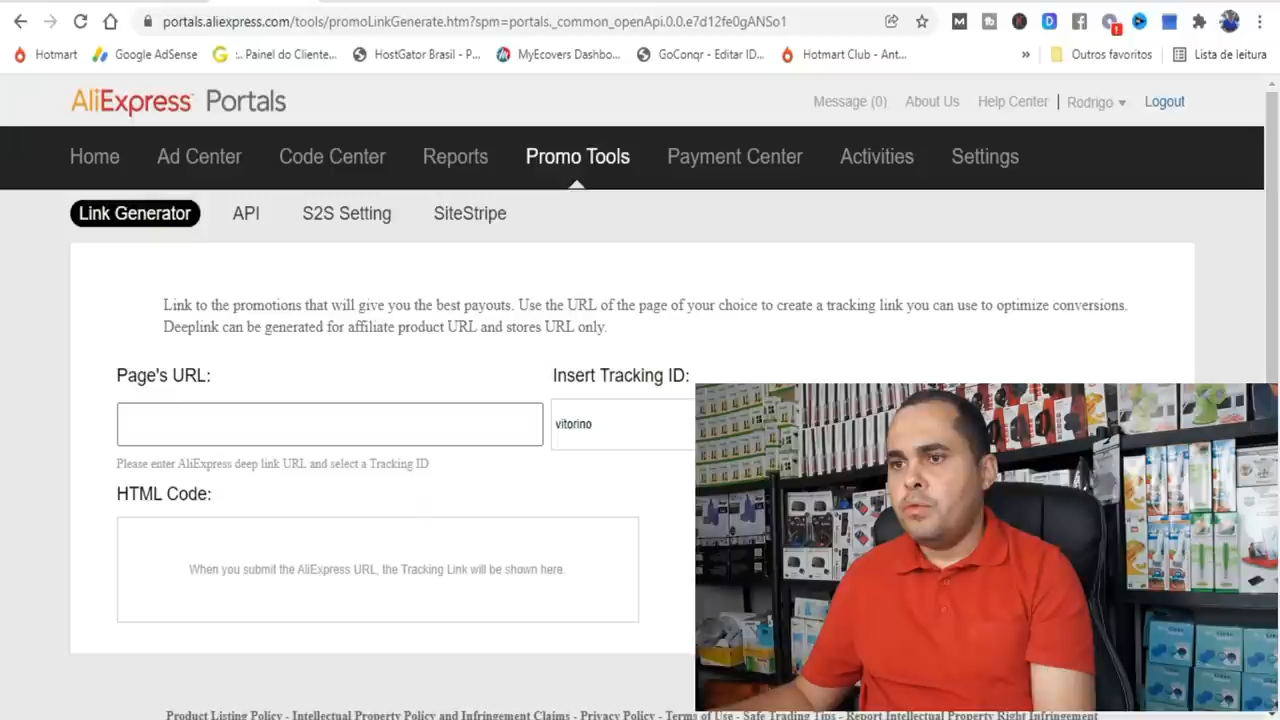 portals.aliexpress.com/tools/promoLinkGenerate.htm?spm=portals._common_openApi.0.0.e7d12fe0gANSo1
Hotmart Google AdSense :. Painel do Cliente... HostGator Brasil - P... MyEcovers Dashbo... GoConqr - Editar ID... Hotmart Club - Ant... » Outros favoritos Lista de leitura
AliExpress Portals Message (0) About Us Help Center | Rodrigo Logout
Home Ad Center Code Center Reports Promo Tools Payment Center Activities Settings
Link Generator API S2S Setting SiteStripe
Link to the promotions that will give you the best payouts. Use the URL of the page of your choice to create a tracking link you can use to optimize conversions.
Deeplink can be generated for affiliate product URL and stores URL only.
Page's URL: Insert Tracking ID:
vitorino
Please enter AliExpress deep link URL and select a Tracking ID
HTML Code:
When you submit the AliExpress URL, the Tracking Link will be shown here.
Product Listing Policy - Intellectual Property Policy and Infringement Claims - Privacy Policy - Terms of Use - Safe Trading Tips - Report Intellectual Property Right Infringement